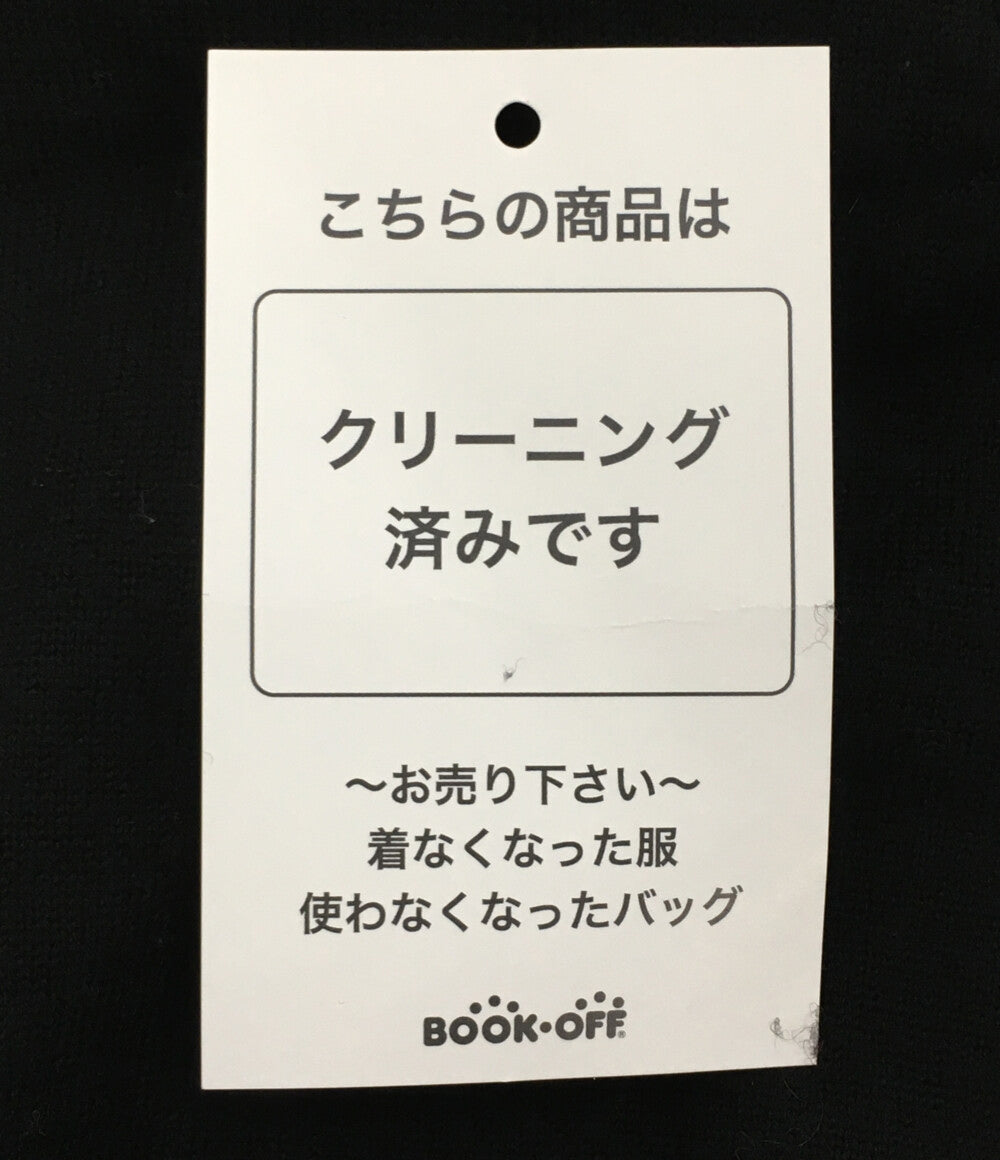 こちらの商品は
クリーニング
済みです
〜お売り下さい〜
着なくなった服
使わなくなったバッグ
BOOK・OFF®